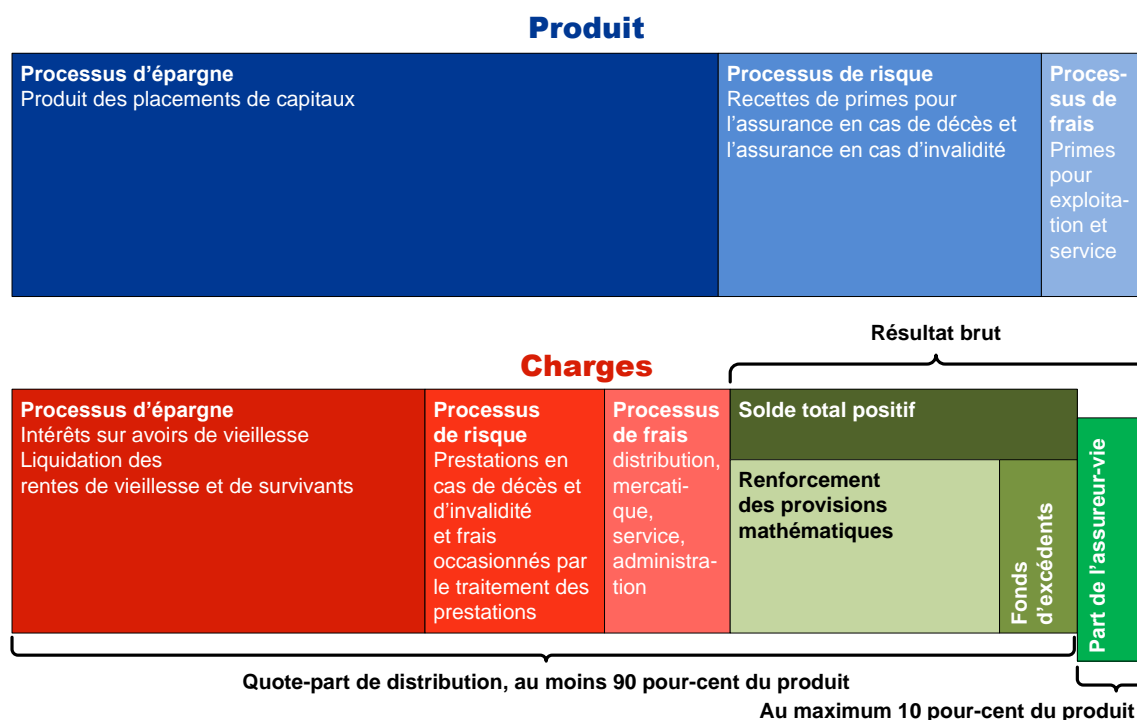 Produit
Processus d'épargne
Produit des placements de capitaux
Processus de risque
Recettes de primes pour
l'assurance en cas de décès et
l'assurance en cas d'invalidité
Proces-
sus de
frais
Primes
pour
exploita-
tion et
service
Résultat brut
Charges
Processus d'épargne
Intérêts sur avoirs de vieillesse
Liquidation des
rentes de vieillesse et de survivants
Processus
de risque
Prestations en
cas de décès et
d'invalidité
et frais
occasionnés par
le traitement des
prestations
Processus
de frais
distribution,
mercati-
que,
service,
administra-
tion
Solde total positif
Renforcement
des provisions
mathématiques
Fonds
d'excédents
Part de l'assureur-vie
Quote-part de distribution, au moins 90 pour-cent du produit
Au maximum 10 pour-cent du produit